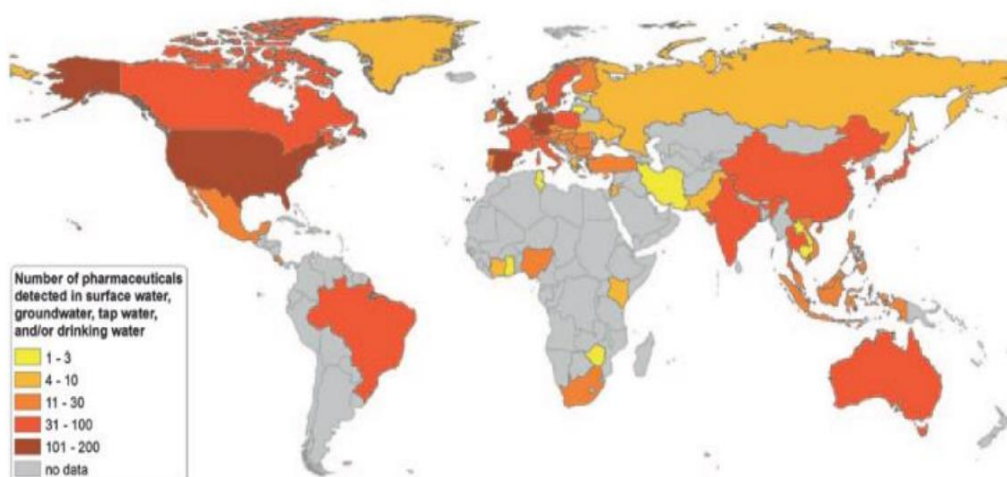 Number of pharmaceuticals
detected in surface water,
groundwater, tap water,
and/or drinking water
1 - 3
4 - 10
11 - 30
31 - 100
101 - 200
no data